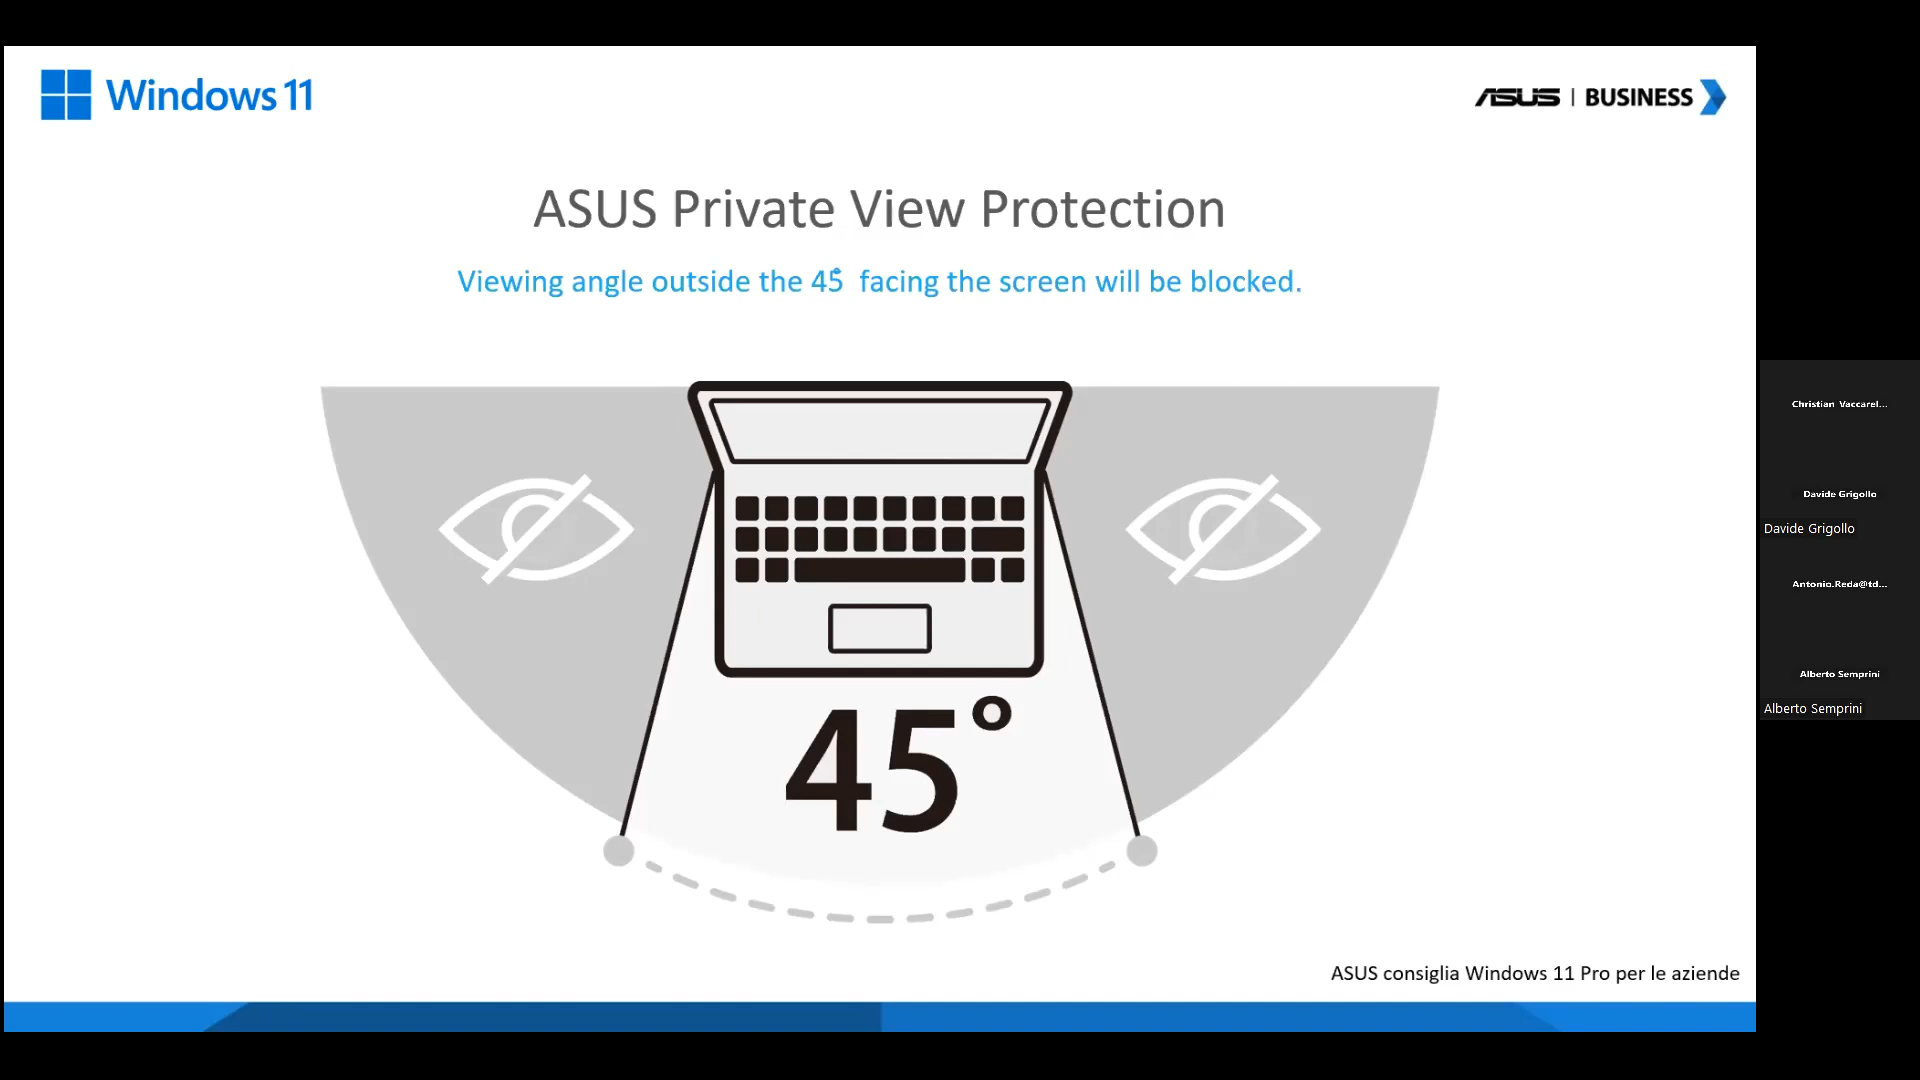 Windows 11
ASUS | BUSINESS
ASUS Private View Protection
Viewing angle outside the 45° facing the screen will be blocked.
45°
ASUS consiglia Windows 11 Pro per le aziende
Christian Vaccarel...
Davide Grigollo
Davide Grigollo
Antonio.Reda@td...
Alberto Semprini
Alberto Semprini